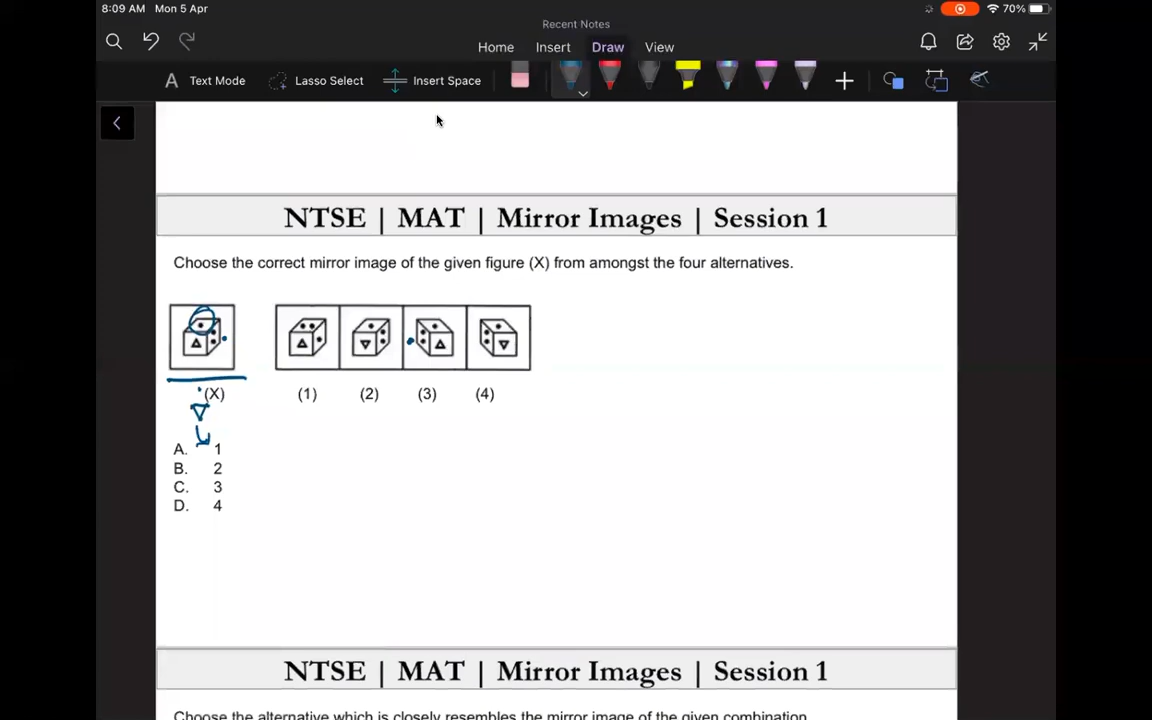 8:09 AM Mon 5 Apr
70%
Recent Notes
Home Insert Draw View
Text Mode Lasso Select Insert Space
NTSE | MAT | Mirror Images | Session 1
Choose the correct mirror image of the given figure (X) from amongst the four alternatives.
(X) (1) (2) (3) (4)
A. 1
B. 2
C. 3
D. 4
NTSE | MAT | Mirror Images | Session 1
Choose the alternative which is closely resembles the mirror image of the given combination.